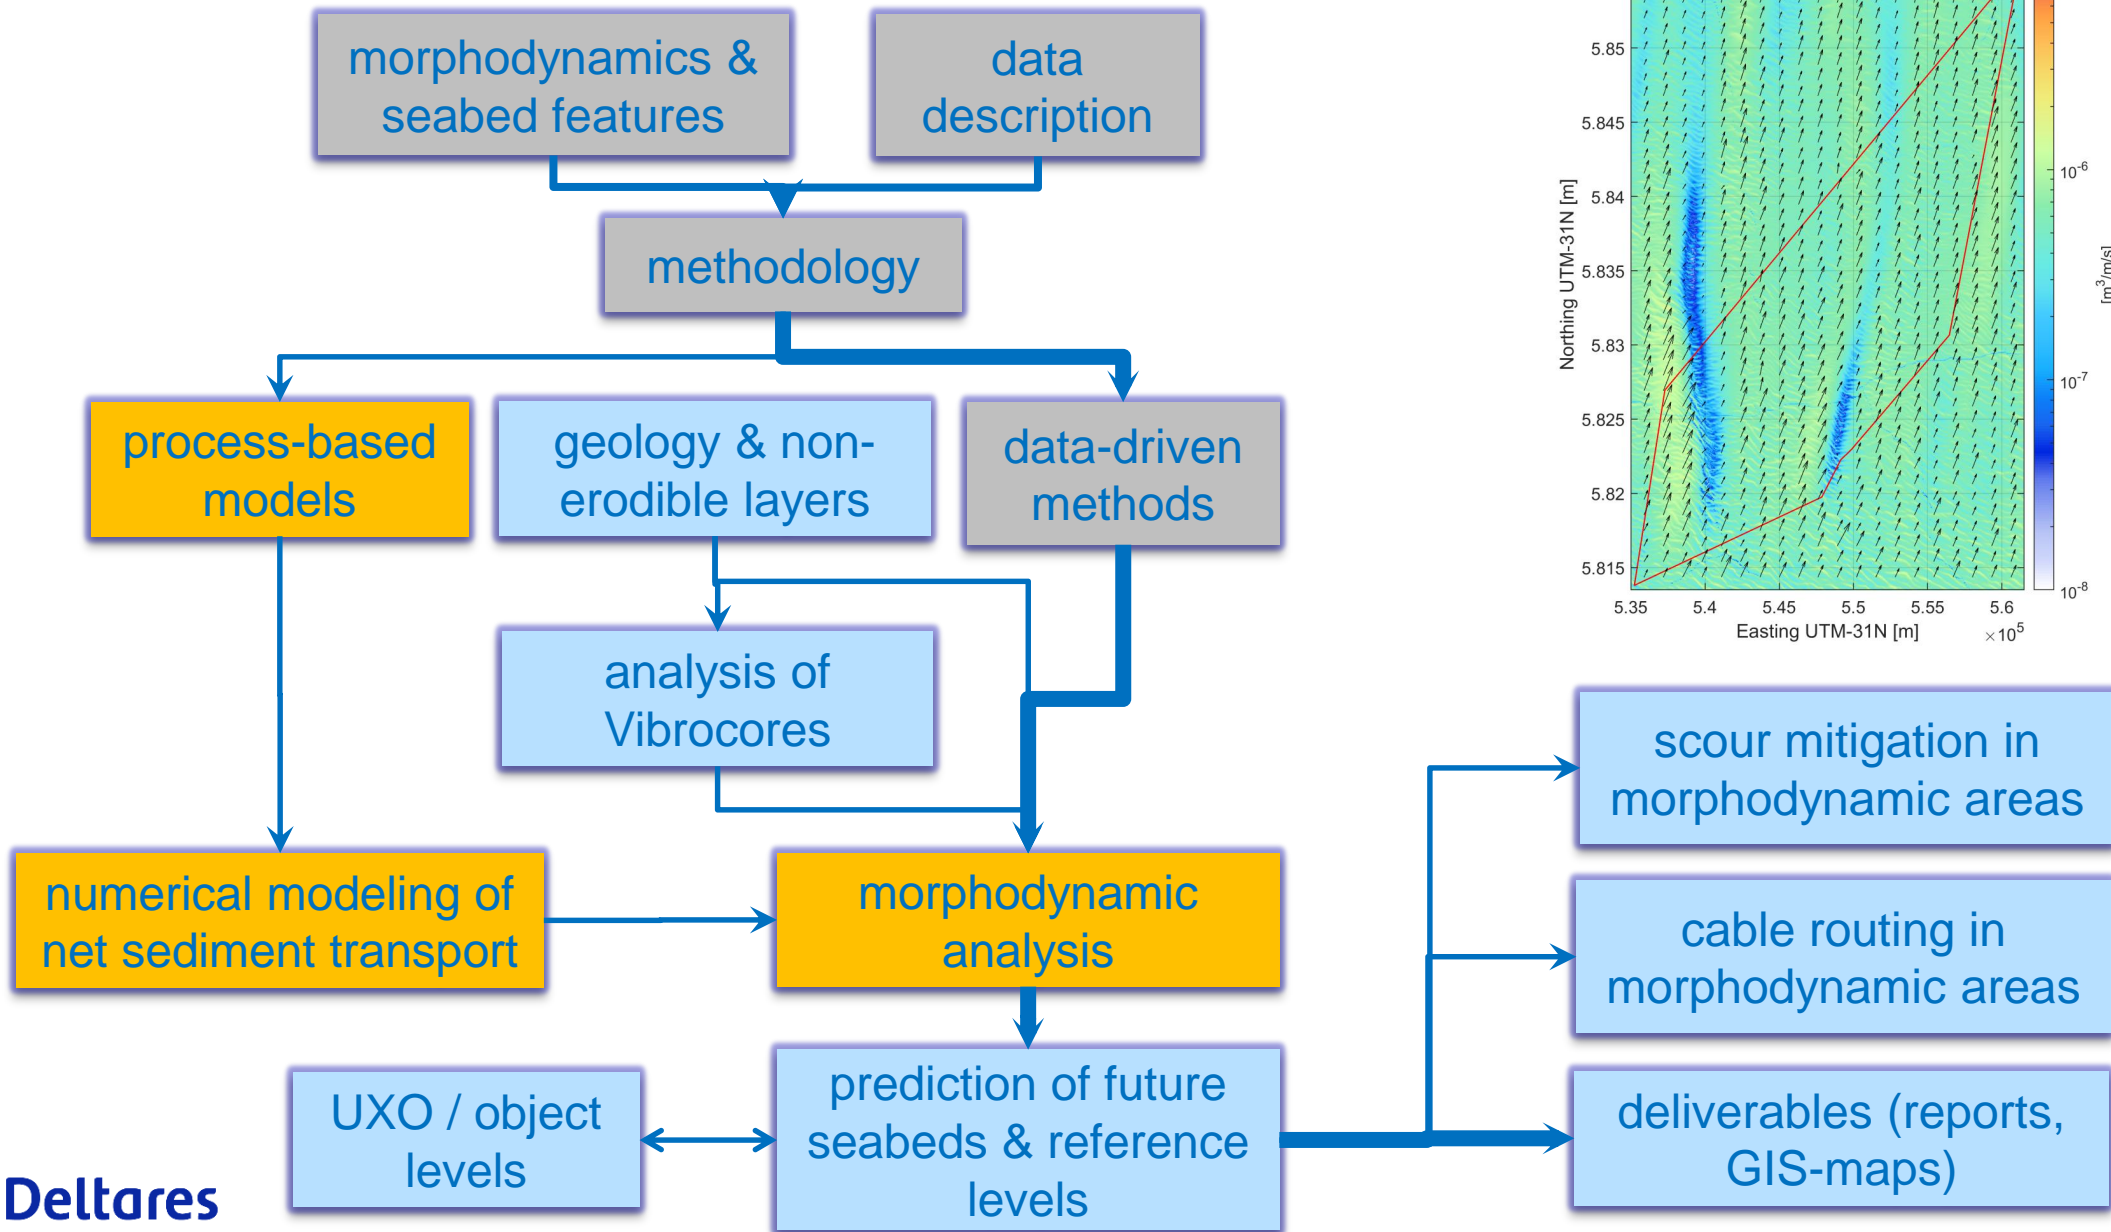 morphodynamics &
seabed features
data
description
methodology
process-based
models
geology & non-
erodible layers
data-driven
methods
analysis of
Vibrocores
numerical modeling of
net sediment transport
morphodynamic
analysis
UXO / object
levels
prediction of future
seabeds & reference
levels
scour mitigation in
morphodynamic areas
cable routing in
morphodynamic areas
deliverables (reports,
GIS-maps)
Deltares
Northing UTM-31N [m]
5.85
5.845
5.84
5.835
5.83
5.825
5.82
5.815
5.35 5.4 5.45 5.5 5.55 5.6
Easting UTM-31N [m]
×10⁵
10⁻⁶
10⁻⁷
10⁻⁸
[m³/m/s]